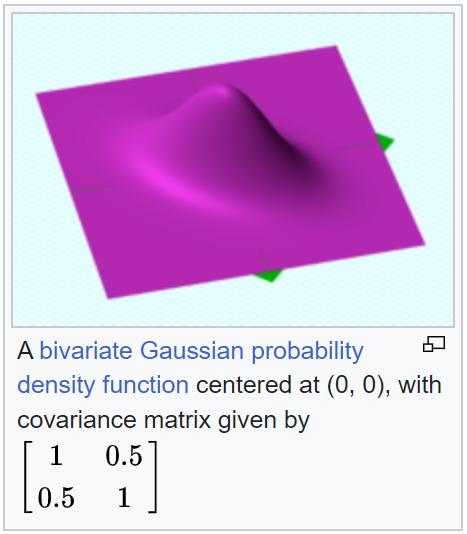 A bivariate Gaussian probability
density function centered at (0, 0), with
covariance matrix given by
[ 1 0.5 ]
[ 0.5 1 ]